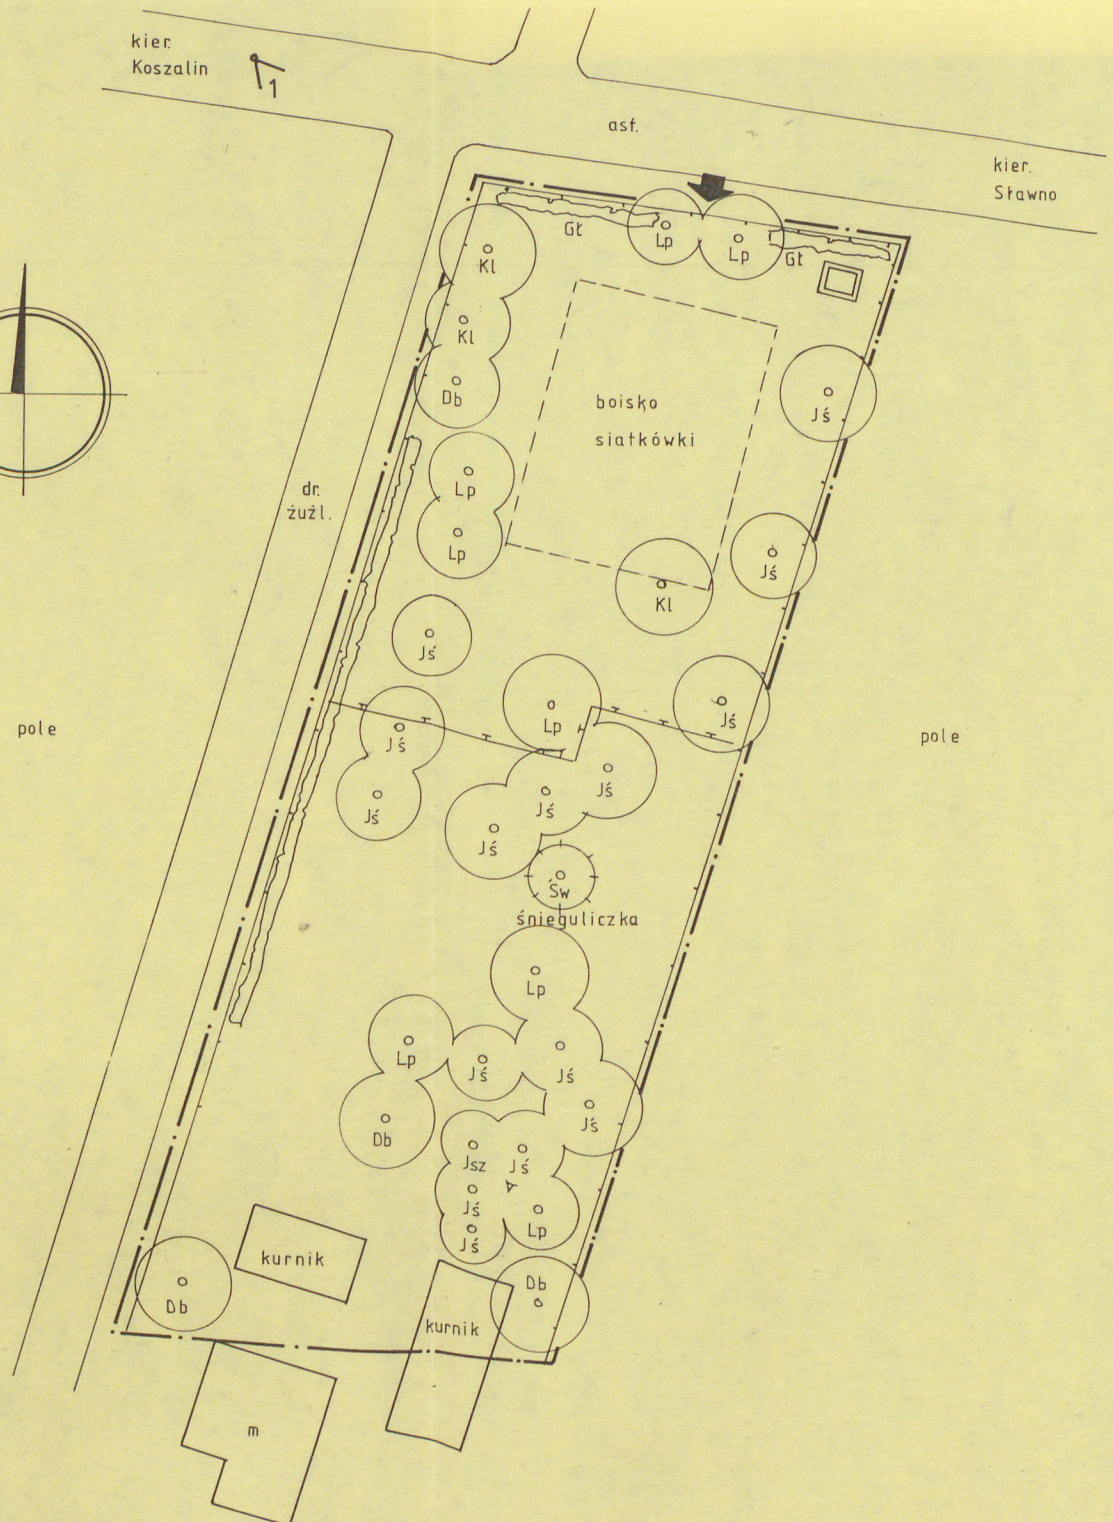 kier.
Koszalin
1
asf.
kier.
Sławno
Gł
Lp
Lp
Gł
Kl
Kl
Db
boisko
siatkówki
Jś
Lp
dr.
żużl.
Lp
Jś
Kl
Jś
Lp
Jś
pole
Jś
pole
Jś
Jś
Jś
Jś
Św
śnieguliczka
Lp
Lp
Jś
Jś
Jś
Db
Jsz
Jś
Jś
Lp
Jś
kurnik
Db
Db
kurnik
m